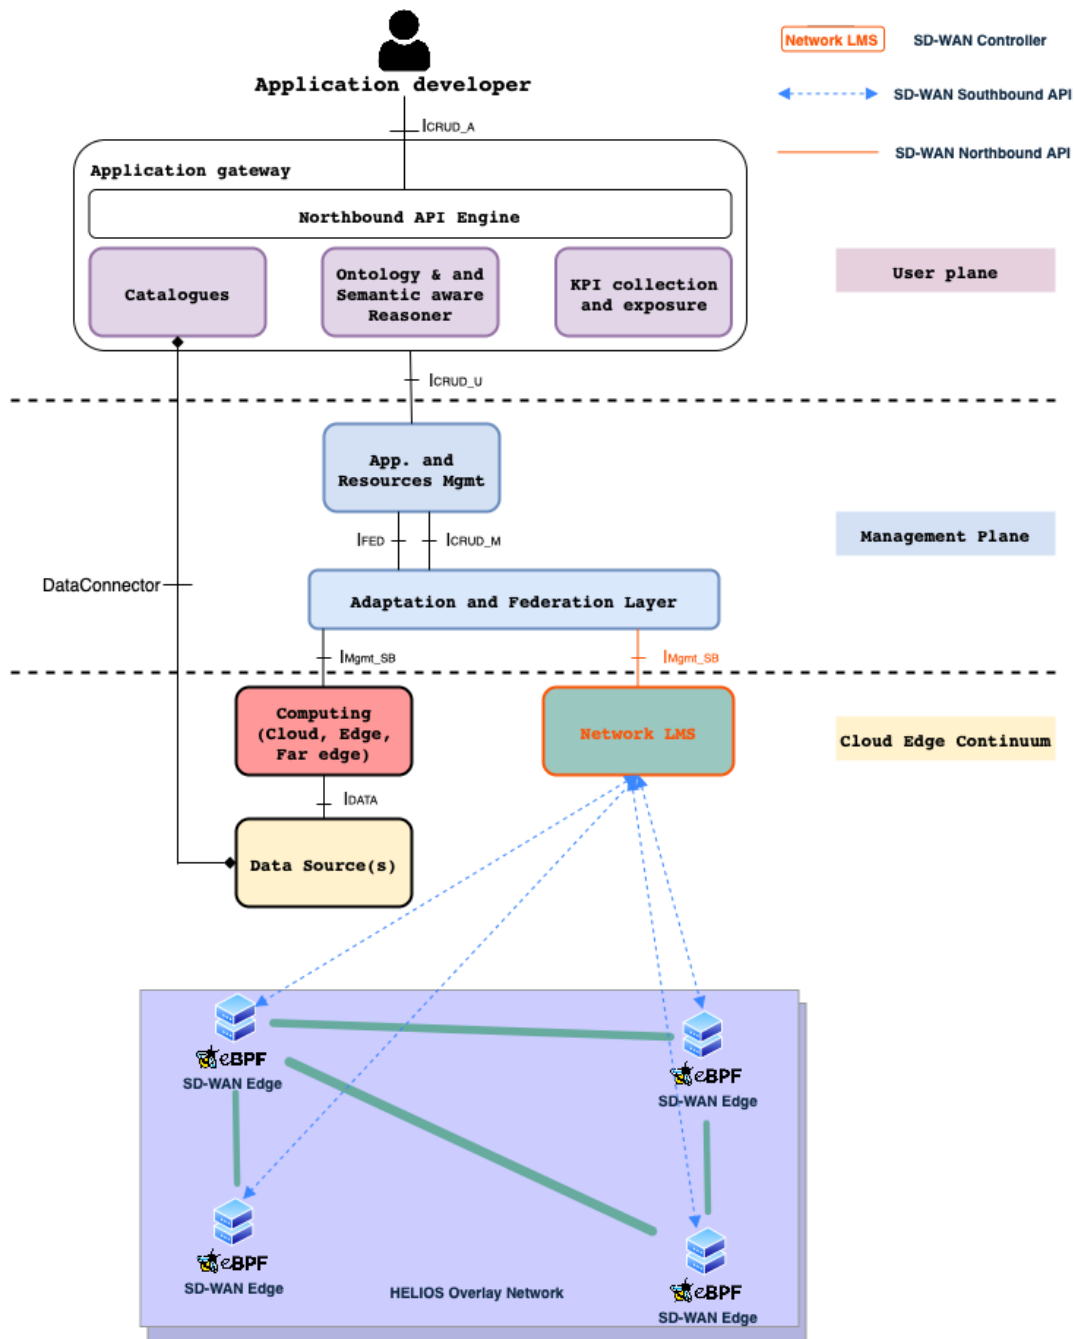 Network LMS SD-WAN Controller
Application developer
SD-WAN Southbound API
ICRUD_A
SD-WAN Northbound API
Application gateway
Northbound API Engine
Catalogues
Ontology & and
Semantic aware
Reasoner
KPI collection
and exposure
User plane
ICRUD_U
App. and
Resources Mgmt
IFED
ICRUD_M
Management Plane
DataConnector
Adaptation and Federation Layer
IMgmt_SB
IMgmt_SB
Computing
(Cloud, Edge,
Far edge)
Network LMS
Cloud Edge Continuum
IDATA
Data Source(s)
eBPF
SD-WAN Edge
eBPF
SD-WAN Edge
eBPF
SD-WAN Edge
eBPF
SD-WAN Edge
HELIOS Overlay Network